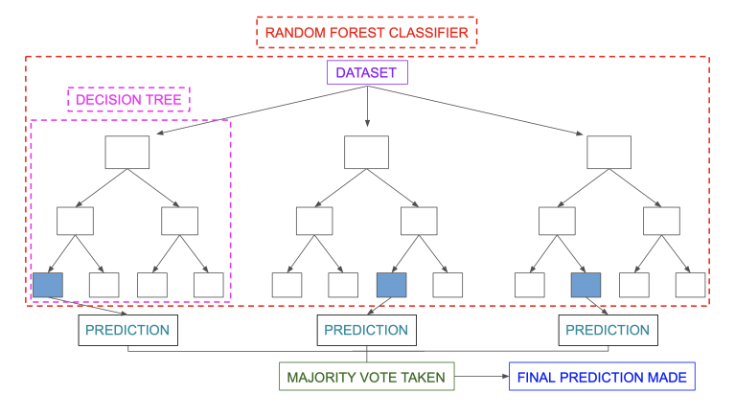 RANDOM FOREST CLASSIFIER
DATASET
DECISION TREE
PREDICTION
PREDICTION
PREDICTION
MAJORITY VOTE TAKEN
FINAL PREDICTION MADE